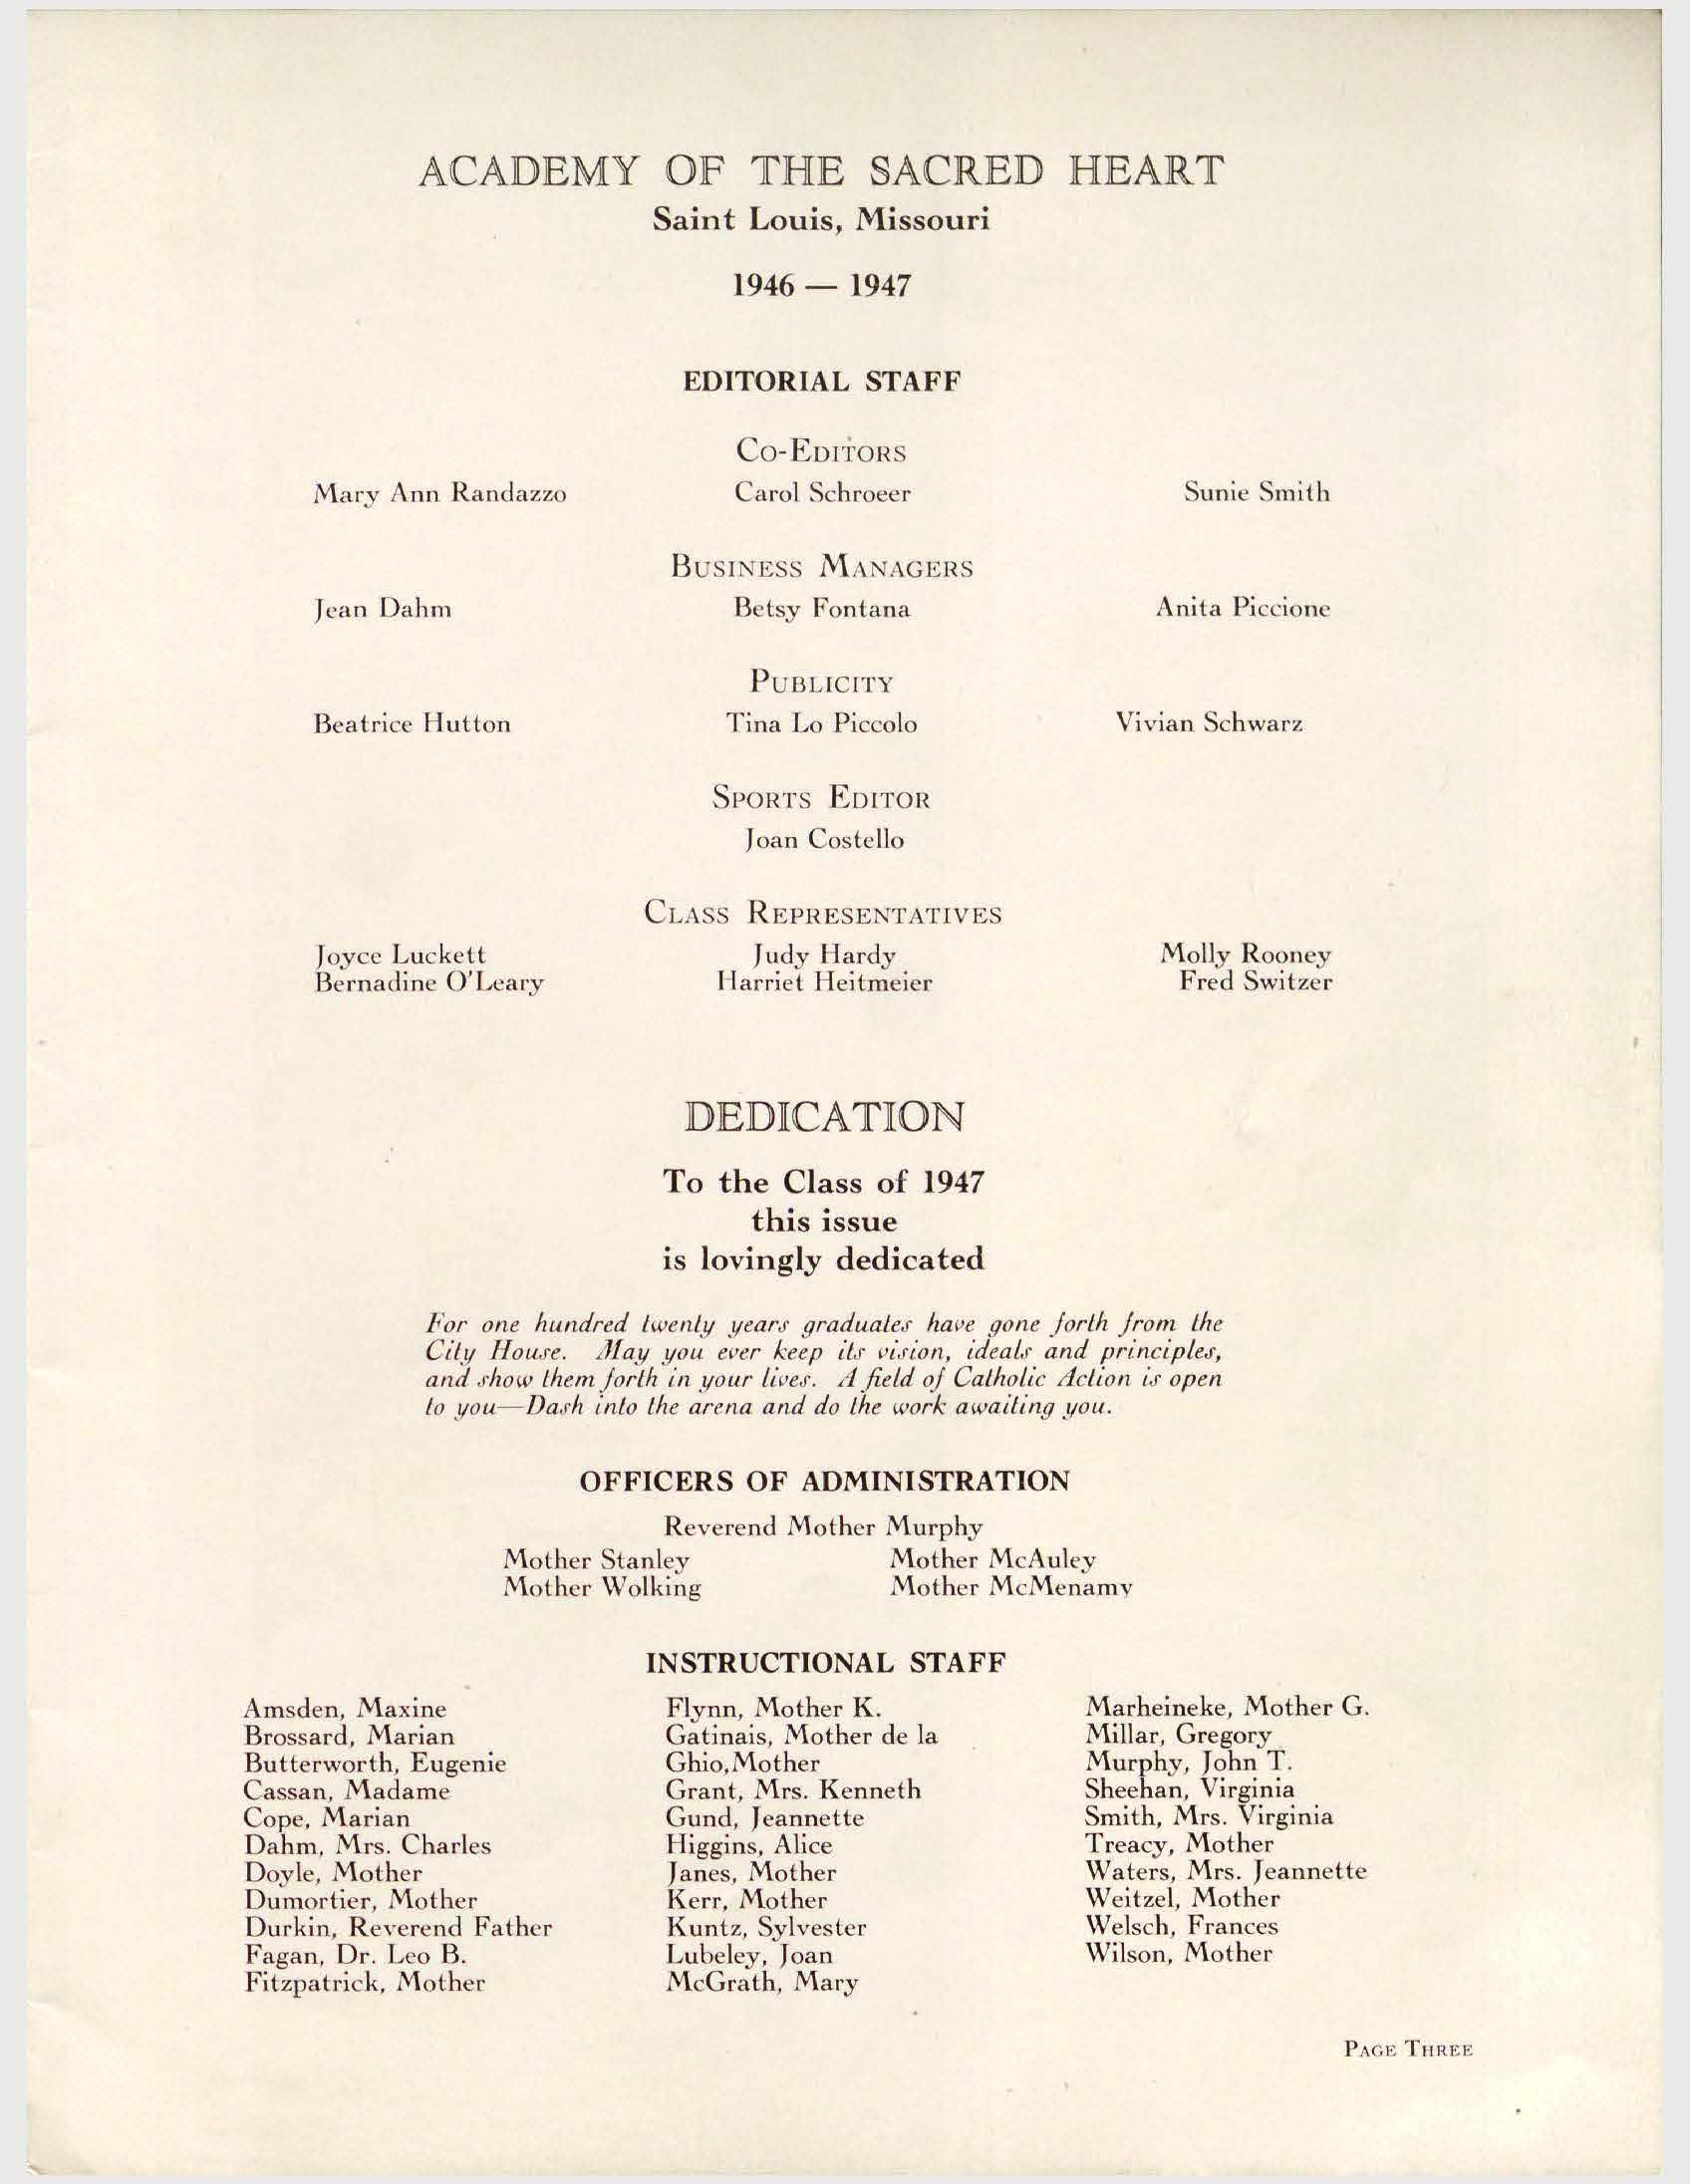 ACADEMY OF THE SACRED HEART
Saint Louis, Missouri
1946 — 1947
EDITORIAL STAFF
Co-Editors
Mary Ann Randazzo Carol Schroeer Sunie Smith
Business Managers
Jean Dahm Betsy Fontana Anita Piccione
Publicity
Beatrice Hutton Tina Lo Piccolo Vivian Schwarz
Sports Editor
Joan Costello
Class Representatives
Joyce Luckett Judy Hardy Molly Rooney
Bernadine O'Leary Harriet Heitmeier Fred Switzer
DEDICATION
To the Class of 1947
this issue
is lovingly dedicated
For one hundred twenty years graduates have gone forth from the
City House. May you ever keep its vision, ideals and principles,
and show them forth in your lives. A field of Catholic Action is open
to you—Dash into the arena and do the work awaiting you.
OFFICERS OF ADMINISTRATION
Reverend Mother Murphy
Mother Stanley Mother McAuley
Mother Wolking Mother McMenamy
INSTRUCTIONAL STAFF
Amsden, Maxine
Brossard, Marian
Butterworth, Eugenie
Cassan, Madame
Cope, Marian
Dahm, Mrs. Charles
Doyle, Mother
Dumortier, Mother
Durkin, Reverend Father
Fagan, Dr. Leo B.
Fitzpatrick, Mother
Flynn, Mother K.
Gatinais, Mother de la
Ghio,Mother
Grant, Mrs. Kenneth
Gund, Jeannette
Higgins, Alice
Janes, Mother
Kerr, Mother
Kuntz, Sylvester
Lubeley, Joan
McGrath, Mary
Marheineke, Mother G.
Millar, Gregory
Murphy, John T.
Sheehan, Virginia
Smith, Mrs. Virginia
Treacy, Mother
Waters, Mrs. Jeannette
Weitzel, Mother
Welsch, Frances
Wilson, Mother
Page Three